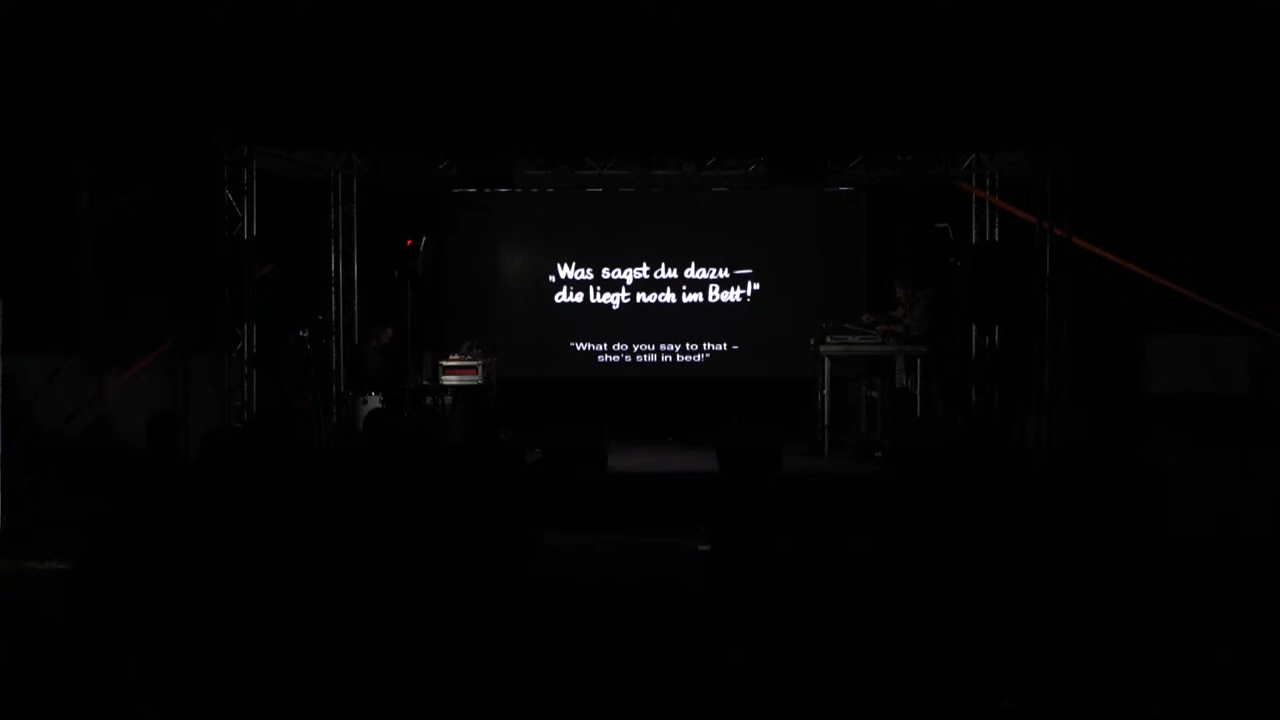 „Was sagst du dazu —
die liegt noch im Bett!"
"What do you say to that –
she's still in bed!"